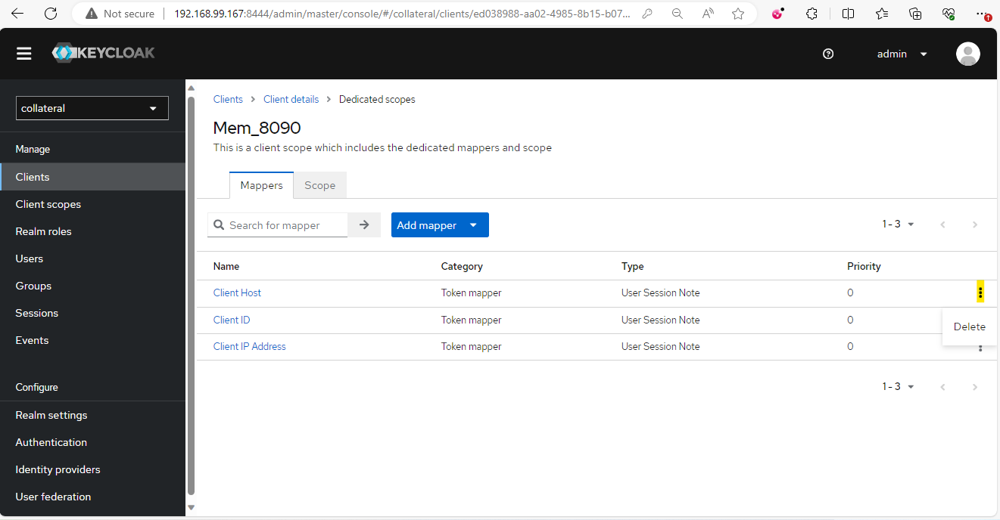 Not secure 192.168.99.167:8444/admin/master/console/#/collateral/clients/ed038988-aa02-4985-8b15-b07...
KEYCLOAK
admin
collateral
Manage
Clients
Client scopes
Realm roles
Users
Groups
Sessions
Events
Configure
Realm settings
Authentication
Identity providers
User federation
Clients > Client details > Dedicated scopes
Mem_8090
This is a client scope which includes the dedicated mappers and scope
Mappers Scope
Search for mapper Add mapper 1 - 3
Name Category Type Priority
Client Host Token mapper User Session Note 0
Client ID Token mapper User Session Note 0
Delete
Client IP Address Token mapper User Session Note 0
1 - 3